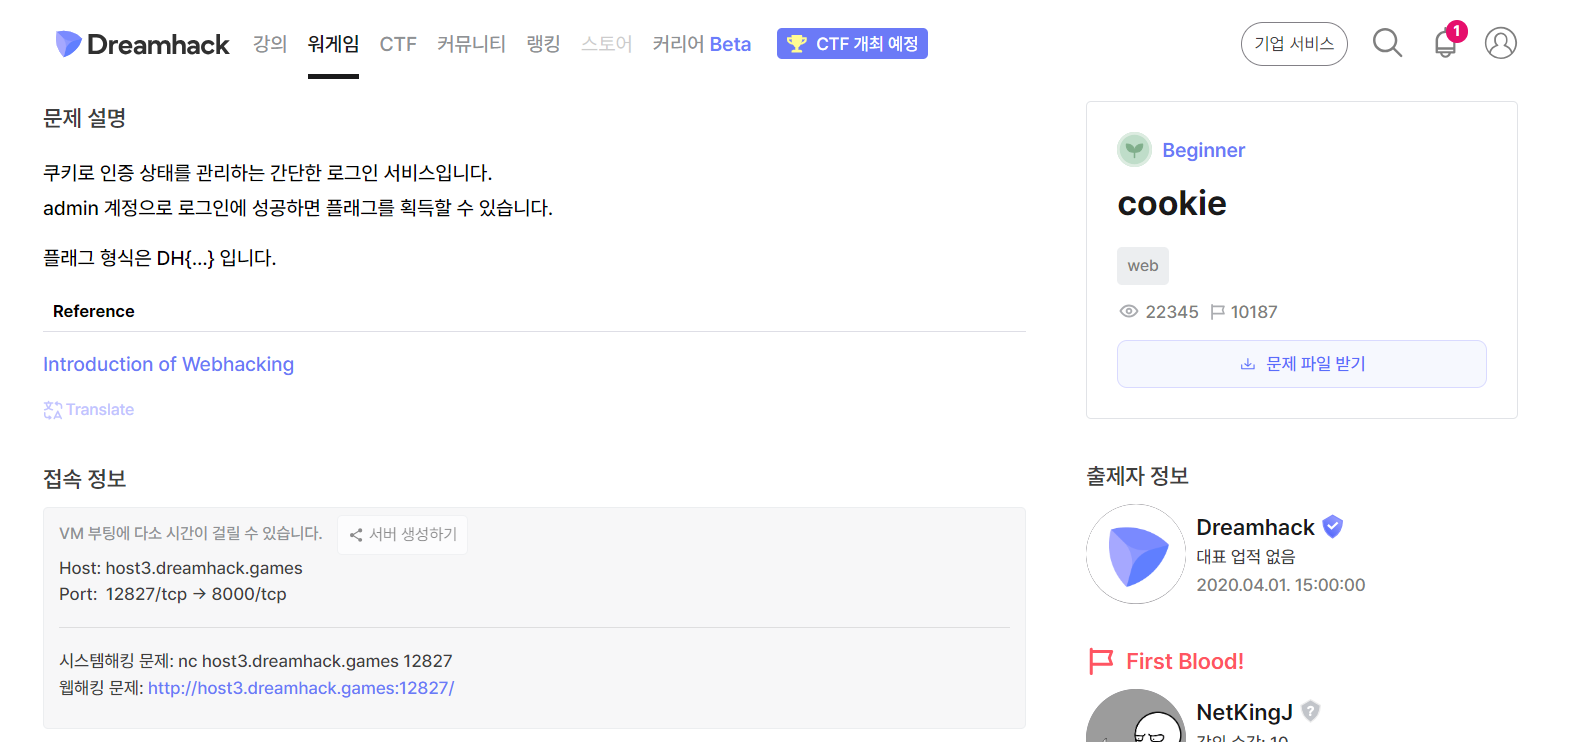 Dreamhack 강의 워게임 CTF 커뮤니티 랭킹 스토어 커리어 Beta CTF 개최 예정 기업 서비스 1
문제 설명
쿠키로 인증 상태를 관리하는 간단한 로그인 서비스입니다.
admin 계정으로 로그인에 성공하면 플래그를 획득할 수 있습니다.
플래그 형식은 DH{...} 입니다.
Reference
Introduction of Webhacking
Translate
접속 정보
VM 부팅에 다소 시간이 걸릴 수 있습니다. 서버 생성하기
Host: host3.dreamhack.games
Port: 12827/tcp → 8000/tcp
시스템해킹 문제: nc host3.dreamhack.games 12827
웹해킹 문제: http://host3.dreamhack.games:12827/
Beginner
cookie
web
22345 10187
문제 파일 받기
출제자 정보
Dreamhack
대표 업적 없음
2020.04.01. 15:00:00
First Blood!
NetKingJ ?
강의 수강: 10